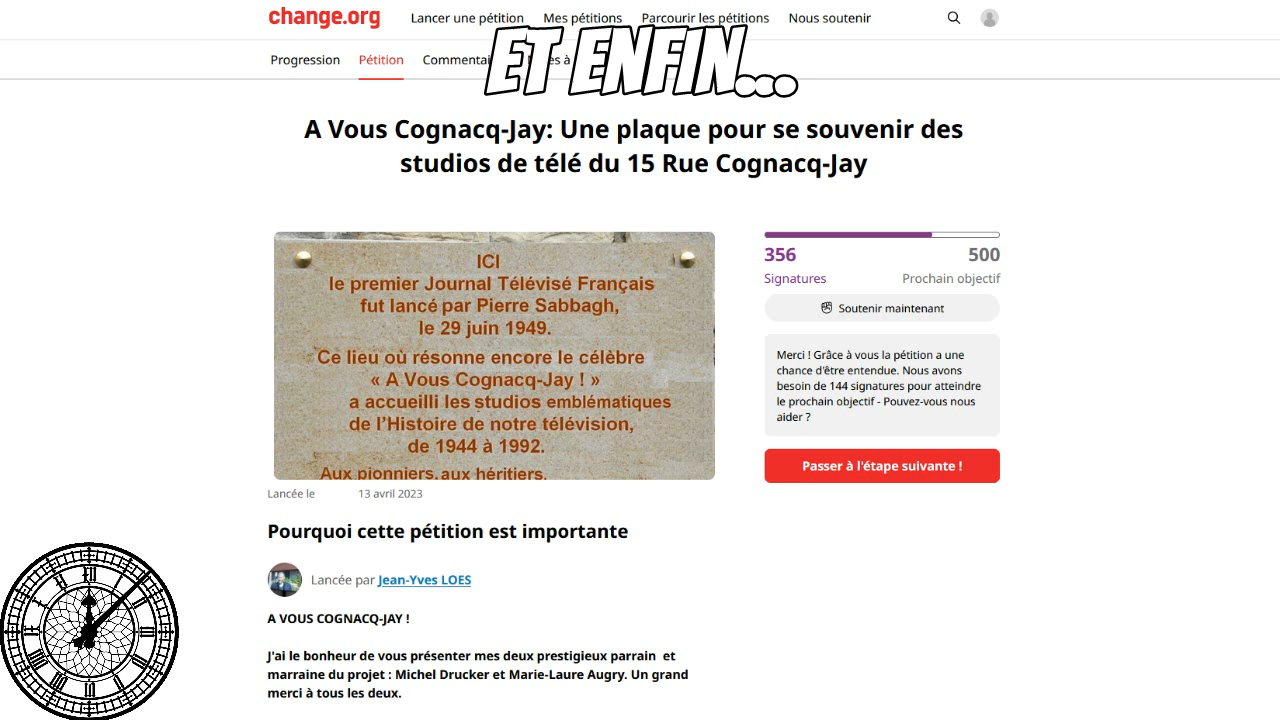 change.org
Lancer une pétition Mes pétitions Parcourir les pétitions Nous soutenir
ET ENFIN...
Progression Pétition
A Vous Cognacq-Jay: Une plaque pour se souvenir des
studios de télé du 15 Rue Cognacq-Jay
ICI
le premier Journal Télévisé Français
fut lancé par Pierre Sabbagh,
le 29 juin 1949.
Ce lieu où résonne encore le célèbre
« A Vous Cognacq-Jay ! »
a accueilli les studios emblématiques
de l'Histoire de notre télévision,
de 1944 à 1992.
Aux pionniers, aux héritiers.
356 500
Signatures Prochain objectif
Soutenir maintenant
Merci ! Grâce à vous la pétition a une
chance d'être entendue. Nous avons
besoin de 144 signatures pour atteindre
le prochain objectif - Pouvez-vous nous
aider ?
Passer à l'étape suivante !
Lancée le 13 avril 2023
Pourquoi cette pétition est importante
Lancée par Jean-Yves LOES
A VOUS COGNACQ-JAY !
J'ai le bonheur de vous présenter mes deux prestigieux parrain et
marraine du projet : Michel Drucker et Marie-Laure Augry. Un grand
merci à tous les deux.